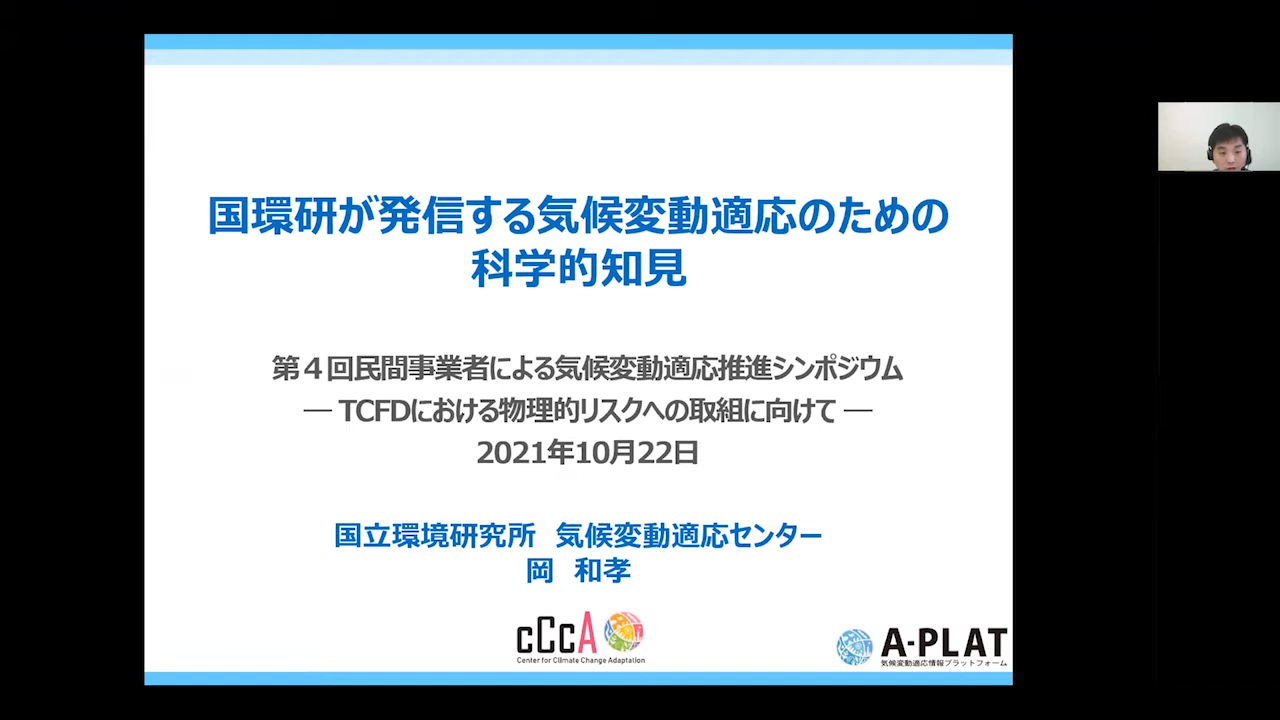 国環研が発信する気候変動適応のための
科学的知見
第４回民間事業者による気候変動適応推進シンポジウム
― TCFDにおける物理的リスクへの取組に向けて ―
2021年10月22日
国立環境研究所　気候変動適応センター
岡　和孝
CCCA
Center for Climate Change Adaptation
A-PLAT
気候変動適応情報プラットフォーム